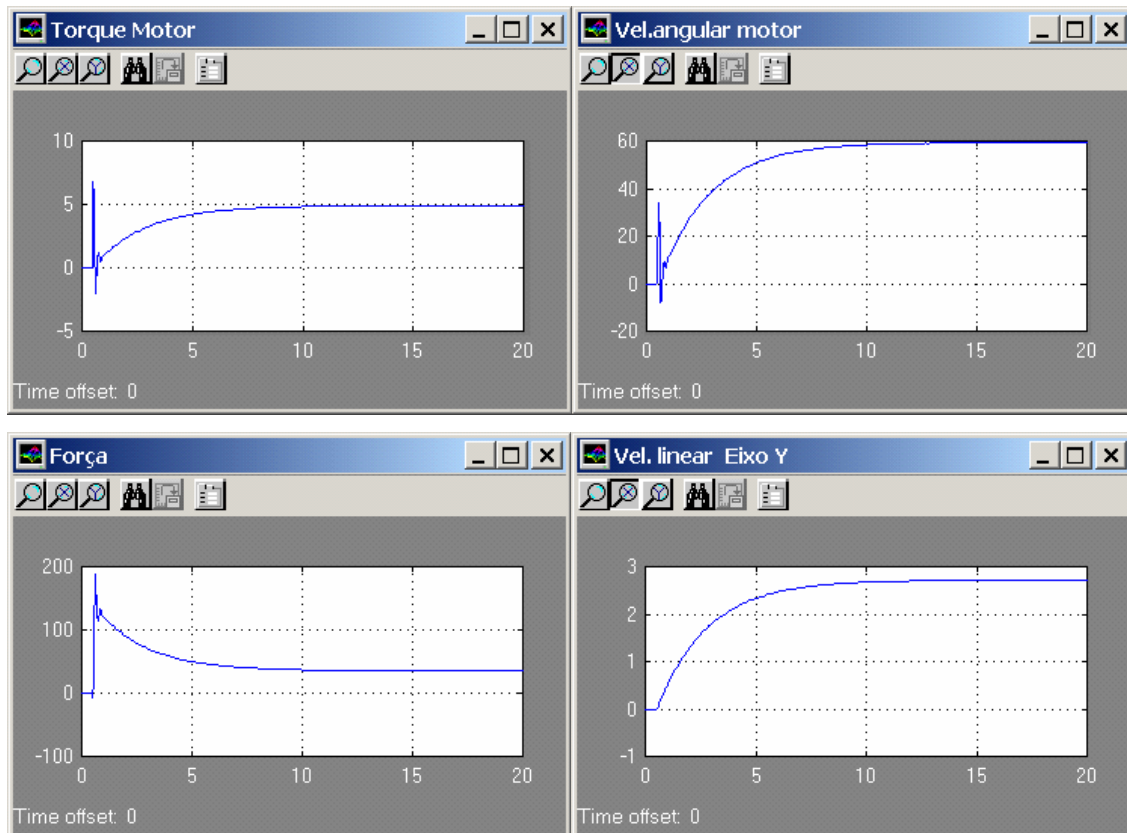 Torque Motor
Vel.angular motor
10
5
0
-5
0 5 10 15 20
Time offset: 0
60
40
20
0
-20
0 5 10 15 20
Time offset: 0
Força
Vel. linear Eixo Y
200
100
0
-100
0 5 10 15 20
Time offset: 0
3
2
1
0
-1
0 5 10 15 20
Time offset: 0